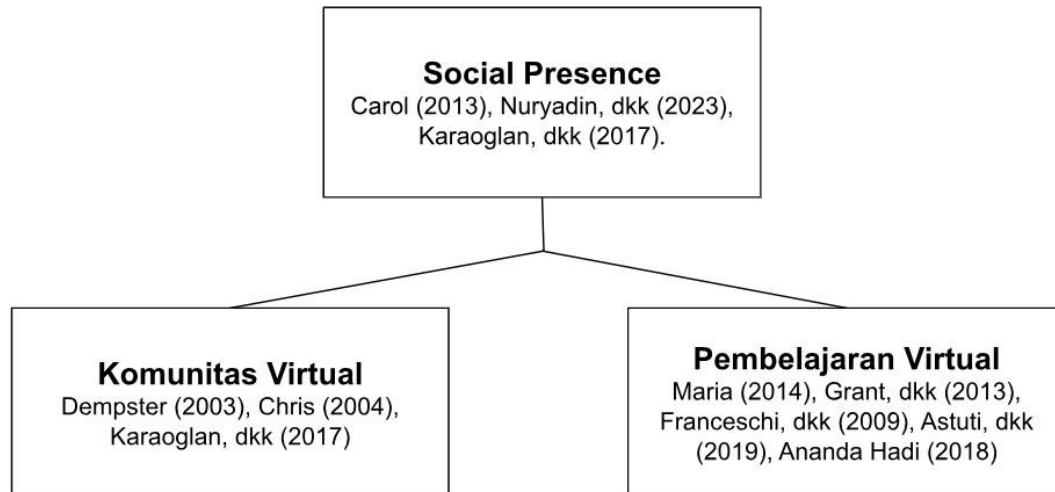 Social Presence
Carol (2013), Nuryadin, dkk (2023),
Karaoglan, dkk (2017).
Komunitas Virtual
Dempster (2003), Chris (2004),
Karaoglan, dkk (2017)
Pembelajaran Virtual
Maria (2014), Grant, dkk (2013),
Franceschi, dkk (2009), Astuti, dkk
(2019), Ananda Hadi (2018)